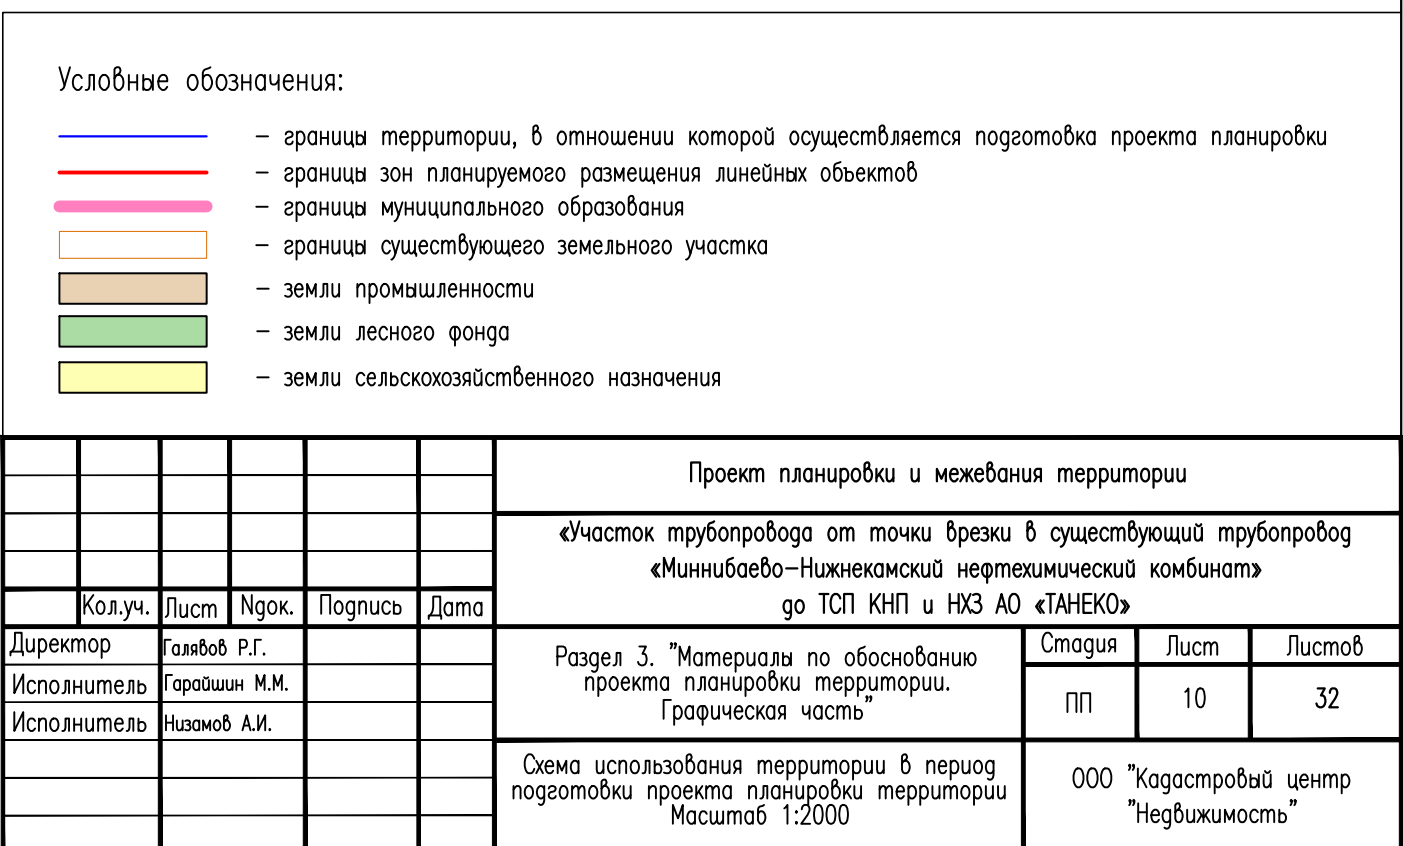 Условные обозначения:
– границы территории, в отношении которой осуществляется подготовка проекта планировки
– границы зон планируемого размещения линейных объектов
– границы муниципального образования
– границы существующего земельного участка
– земли промышленности
– земли лесного фонда
– земли сельскохозяйственного назначения
Проект планировки и межевания территории
«Участок трубопровода от точки врезки в существующий трубопровод
«Миннибаево–Нижнекамский нефтехимический комбинат»
до ТСП КНП и НХЗ АО «ТАНЕКО»
Кол.уч. Лист Nдок. Подпись Дата
Директор Галявов Р.Г.
Исполнитель Гарайшин М.М.
Исполнитель Низамов А.И.
Раздел 3. "Материалы по обоснованию
проекта планировки территории.
Графическая часть"
Стадия Лист Листов
ПП 10 32
Схема использования территории в период
подготовки проекта планировки территории
Масштаб 1:2000
ООО "Кадастровый центр
"Недвижимость"